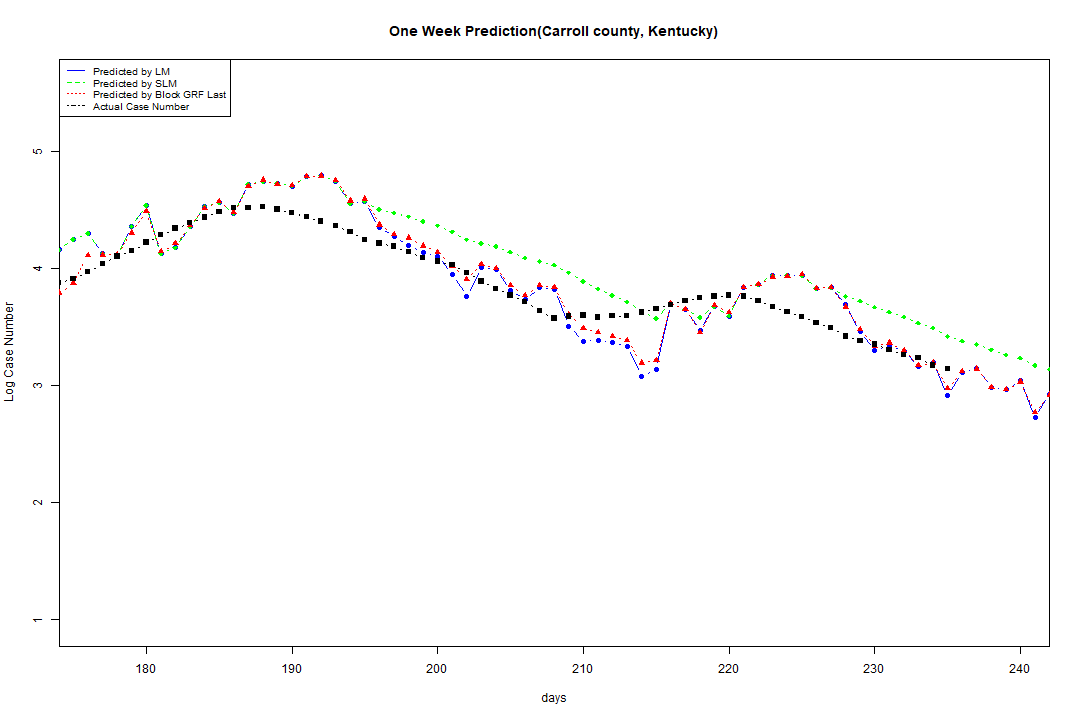 One Week Prediction(Carroll county, Kentucky)
Predicted by LM
Predicted by SLM
Predicted by Block GRF Last
Actual Case Number
5
4
3
2
1
Log Case Number
180 190 200 210 220 230 240
days